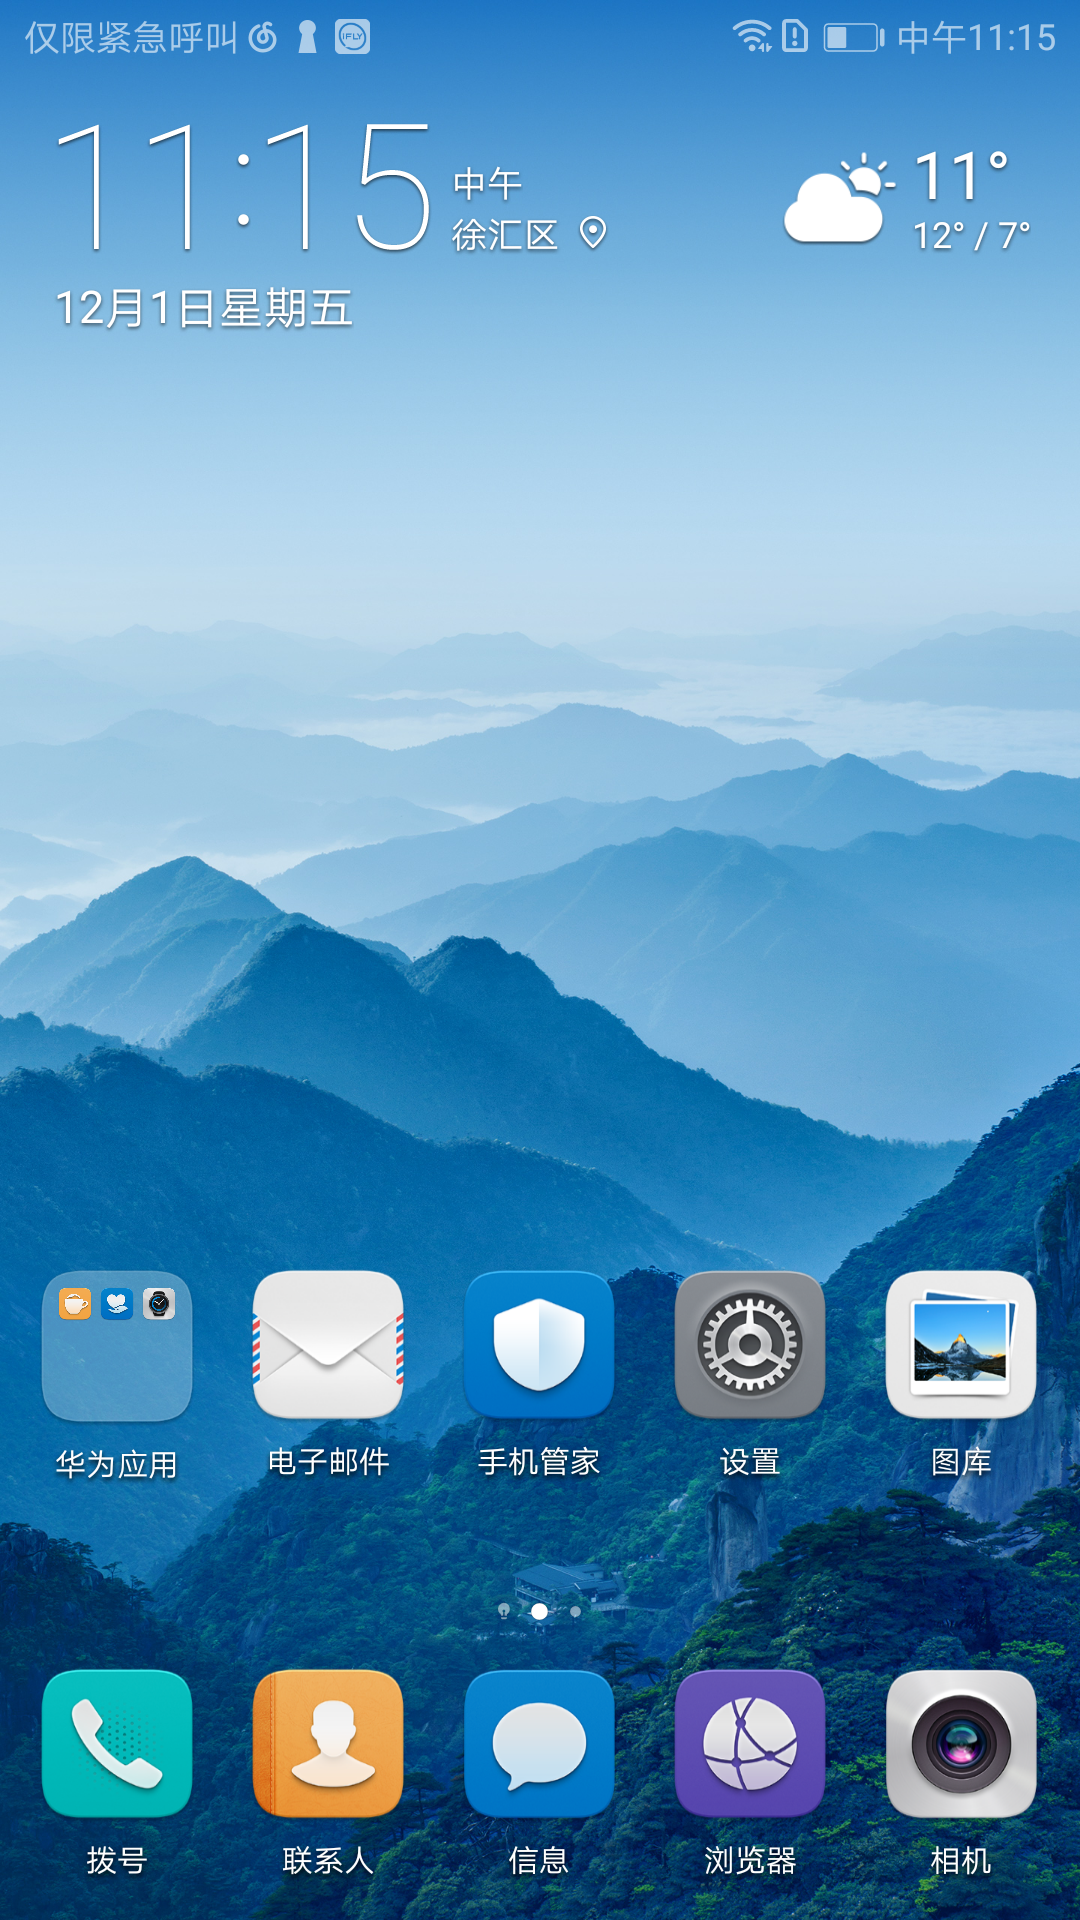 仅限紧急呼叫 iFLY 中午11:15
11:15 中午
徐汇区
12月1日星期五
11°
12° / 7°
华为应用 电子邮件 手机管家 设置 图库
拨号 联系人 信息 浏览器 相机